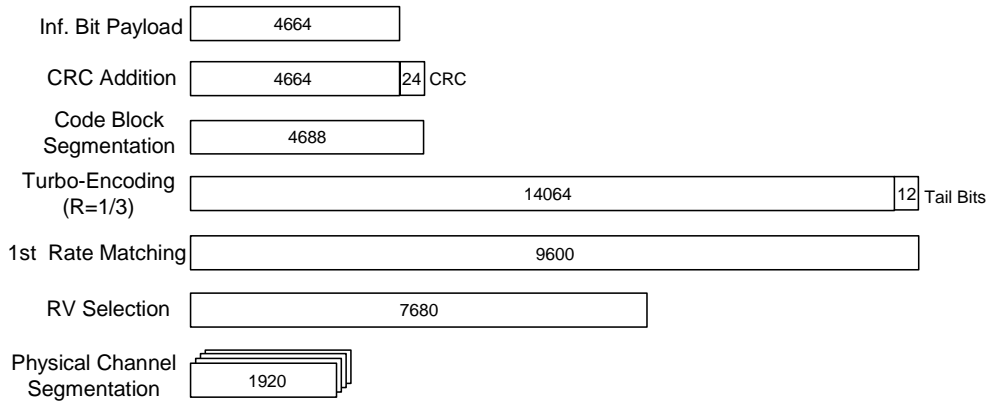 Inf. Bit Payload 4664
CRC Addition 4664 24 CRC
Code Block
Segmentation 4688
Turbo-Encoding
(R=1/3) 14064 12 Tail Bits
1st Rate Matching 9600
RV Selection 7680
Physical Channel
Segmentation 1920